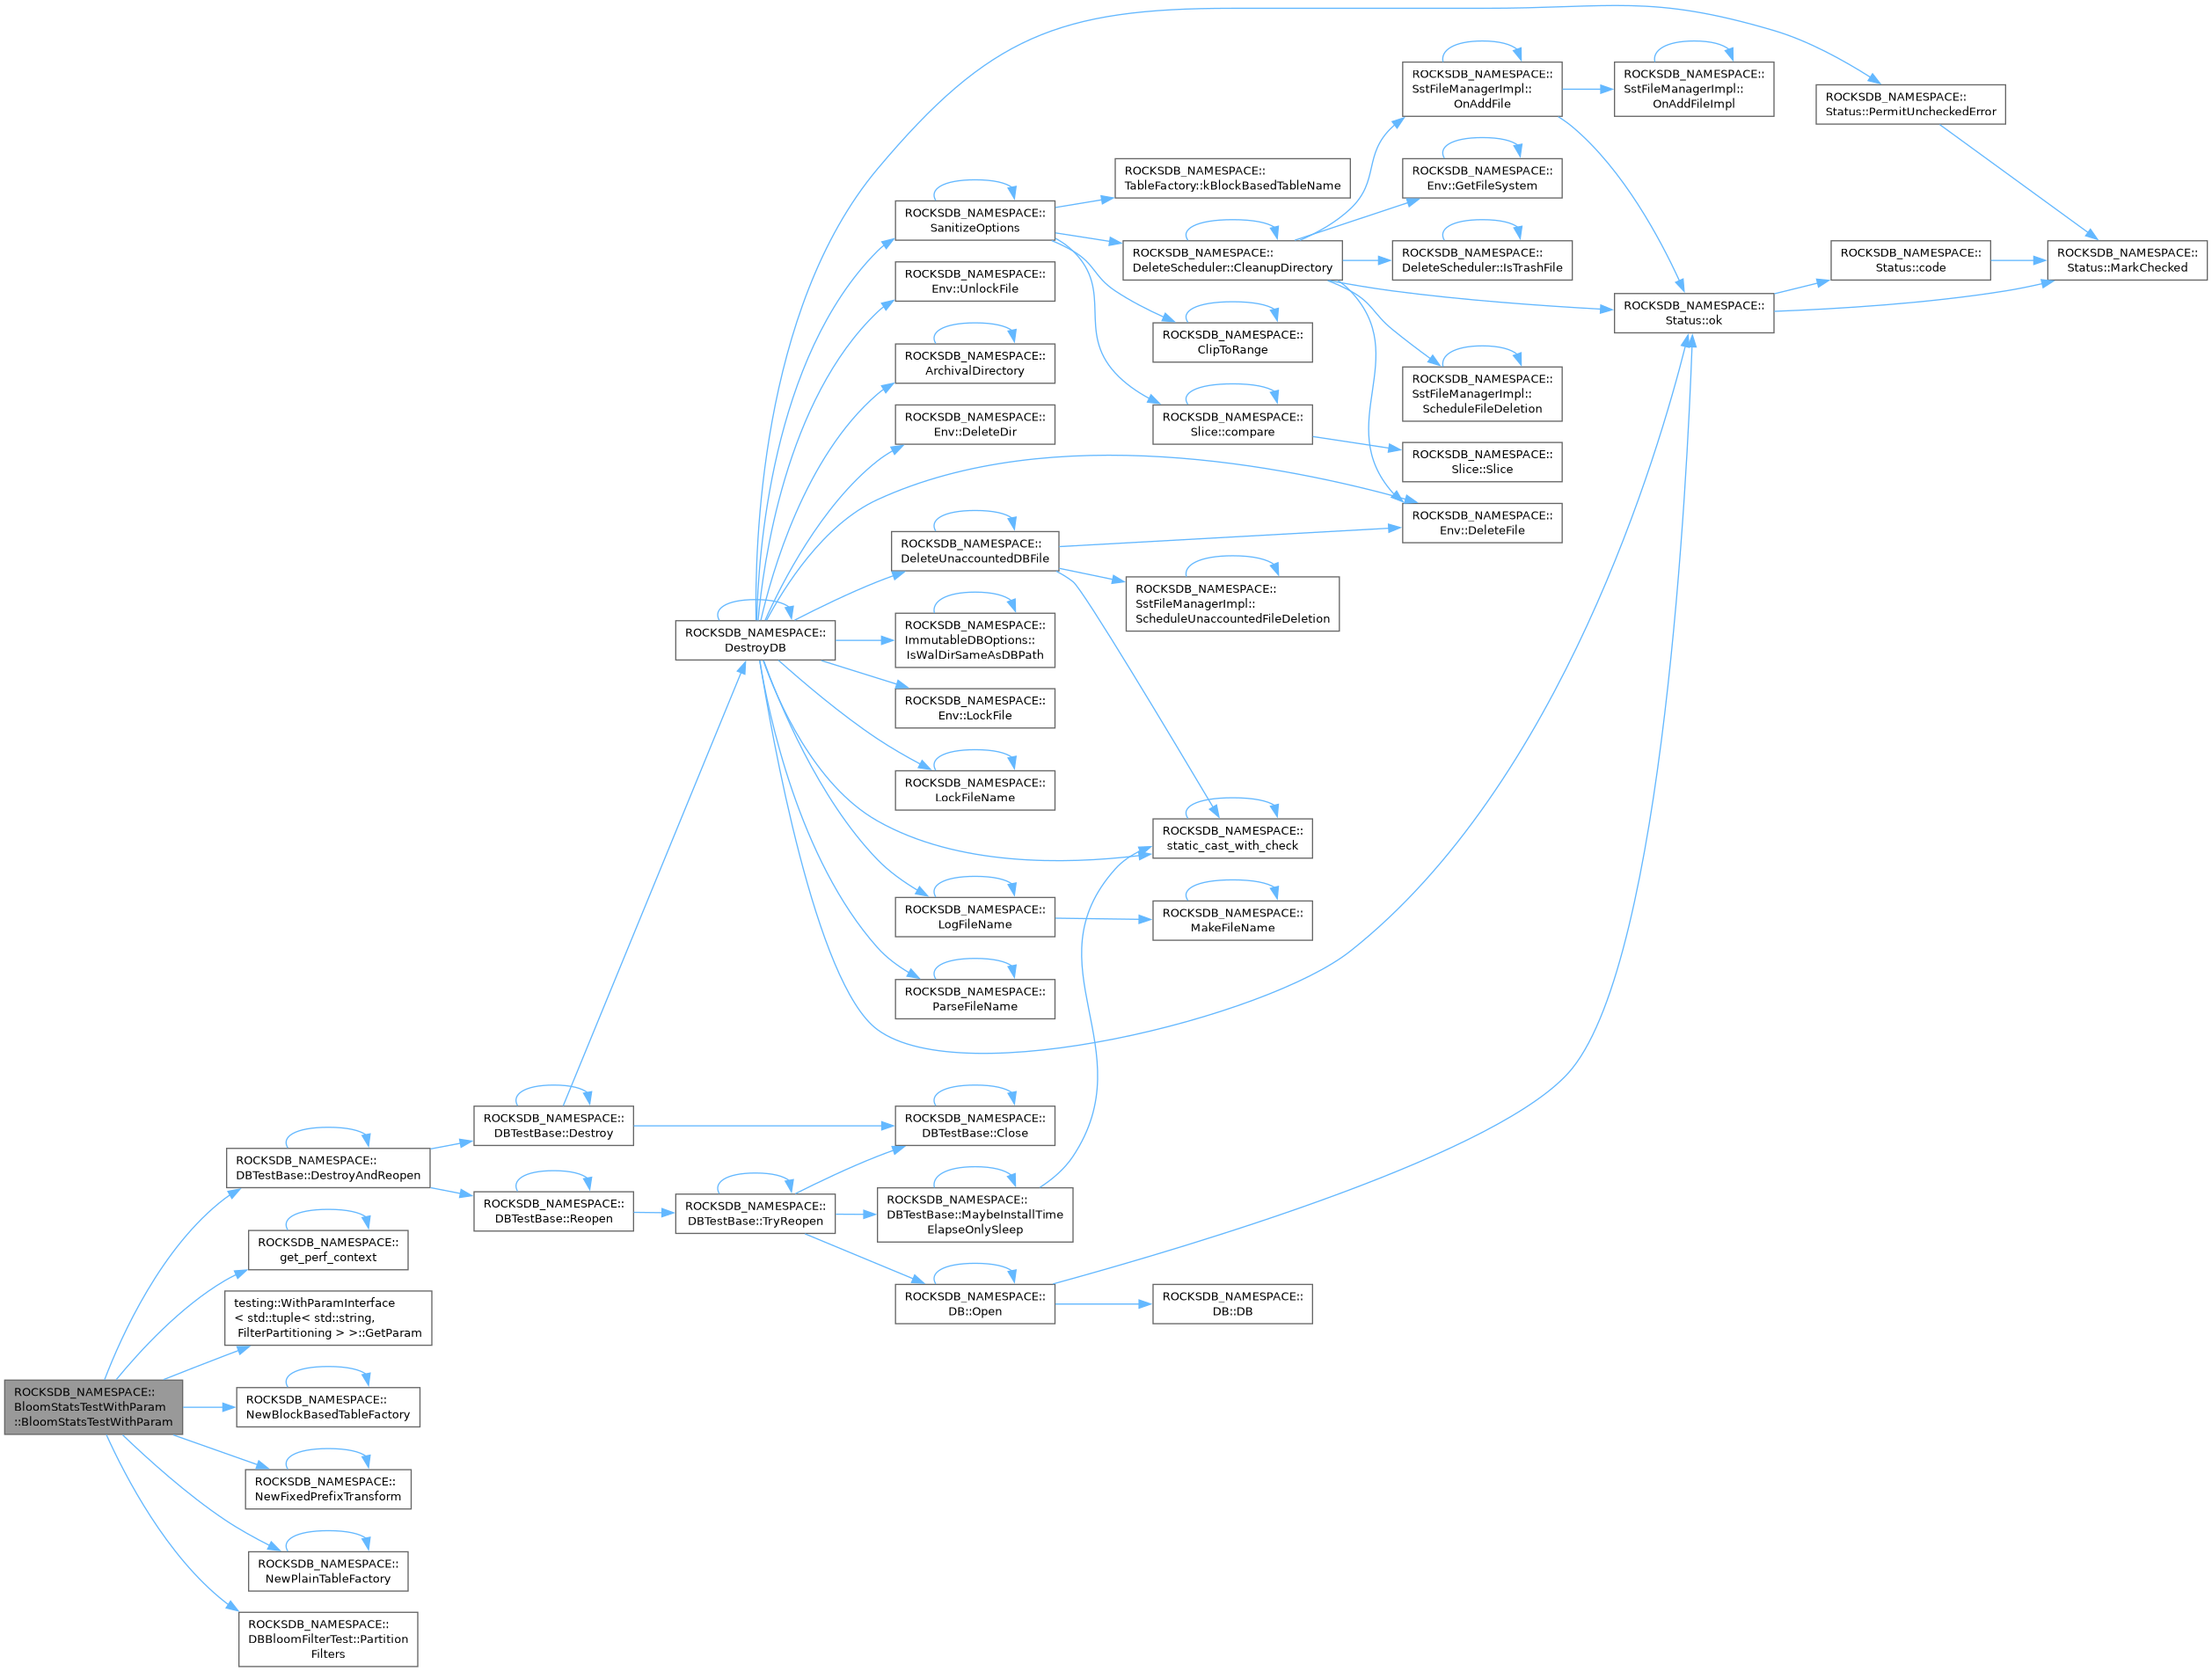 ROCKSDB_NAMESPACE::
BloomStatsTestWithParam
::BloomStatsTestWithParam
ROCKSDB_NAMESPACE::
DBTestBase::DestroyAndReopen
ROCKSDB_NAMESPACE::
get_perf_context
testing::WithParamInterface
< std::tuple< std::string,
FilterPartitioning > >::GetParam
ROCKSDB_NAMESPACE::
NewBlockBasedTableFactory
ROCKSDB_NAMESPACE::
NewFixedPrefixTransform
ROCKSDB_NAMESPACE::
NewPlainTableFactory
ROCKSDB_NAMESPACE::
DBBloomFilterTest::Partition
Filters
ROCKSDB_NAMESPACE::
DBTestBase::Destroy
ROCKSDB_NAMESPACE::
DBTestBase::Reopen
ROCKSDB_NAMESPACE::
DestroyDB
ROCKSDB_NAMESPACE::
DBTestBase::TryReopen
ROCKSDB_NAMESPACE::
SanitizeOptions
ROCKSDB_NAMESPACE::
Env::UnlockFile
ROCKSDB_NAMESPACE::
ArchivalDirectory
ROCKSDB_NAMESPACE::
Env::DeleteDir
ROCKSDB_NAMESPACE::
DeleteUnaccountedDBFile
ROCKSDB_NAMESPACE::
ImmutableDBOptions::
IsWalDirSameAsDBPath
ROCKSDB_NAMESPACE::
Env::LockFile
ROCKSDB_NAMESPACE::
LockFileName
ROCKSDB_NAMESPACE::
LogFileName
ROCKSDB_NAMESPACE::
ParseFileName
ROCKSDB_NAMESPACE::
DBTestBase::Close
ROCKSDB_NAMESPACE::
DBTestBase::MaybeInstallTime
ElapseOnlySleep
ROCKSDB_NAMESPACE::
DB::Open
ROCKSDB_NAMESPACE::
TableFactory::kBlockBasedTableName
ROCKSDB_NAMESPACE::
DeleteScheduler::CleanupDirectory
ROCKSDB_NAMESPACE::
ClipToRange
ROCKSDB_NAMESPACE::
Slice::compare
ROCKSDB_NAMESPACE::
SstFileManagerImpl::
ScheduleUnaccountedFileDeletion
ROCKSDB_NAMESPACE::
static_cast_with_check
ROCKSDB_NAMESPACE::
MakeFileName
ROCKSDB_NAMESPACE::
DB::DB
ROCKSDB_NAMESPACE::
SstFileManagerImpl::
OnAddFile
ROCKSDB_NAMESPACE::
Env::GetFileSystem
ROCKSDB_NAMESPACE::
DeleteScheduler::IsTrashFile
ROCKSDB_NAMESPACE::
SstFileManagerImpl::
ScheduleFileDeletion
ROCKSDB_NAMESPACE::
Slice::Slice
ROCKSDB_NAMESPACE::
Env::DeleteFile
ROCKSDB_NAMESPACE::
SstFileManagerImpl::
OnAddFileImpl
ROCKSDB_NAMESPACE::
Status::ok
ROCKSDB_NAMESPACE::
Status::PermitUncheckedError
ROCKSDB_NAMESPACE::
Status::code
ROCKSDB_NAMESPACE::
Status::MarkChecked